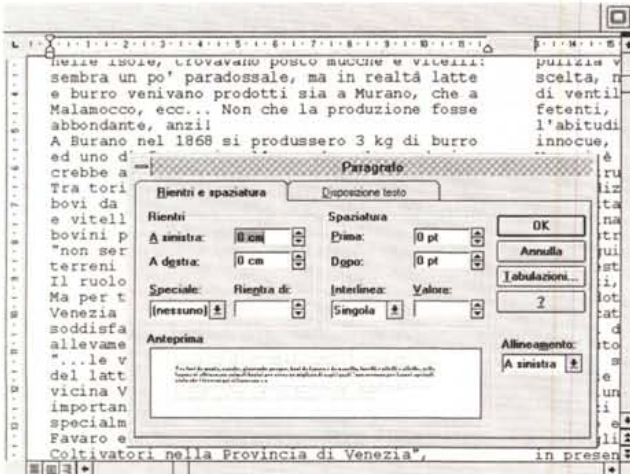 nelle isole, trovavano posto mucche e vitelli:
sembra un po' paradossale, ma in realtà latte
e burro venivano prodotti sia a Murano, che a
Malamocco, ecc... Non che la produzione fosse
abbondante, anzi!
A Burano nel 1868 si produssero 3 kg di burro
ed uno di
crebbe a
Tra tori
bovi da
e vitell
bovini p
"non ser
terreni
Il ruolo
Ma per t
Venezia
soddisfa
allevame
"...le v
del latt
vicina V
importan
specialm
Favaro e
Coltivatori nella Provincia di Venezia",
pulizia v
scelta, n
di ventil
fetenti,
l'abitudi
innocue,
in presen
Paragrafo
Rientri e spaziatura
Disposizione testo
Rientri
A sinistra: 0 cm
A destra: 0 cm
Speciale: Rientra di:
(nessuno)
Spaziatura
Prima: 0 pt
Dopo: 0 pt
Interlinea: Valore:
Singola
OK
Annulla
Tabulazioni...
?
Anteprima
Allineamento:
A sinistra